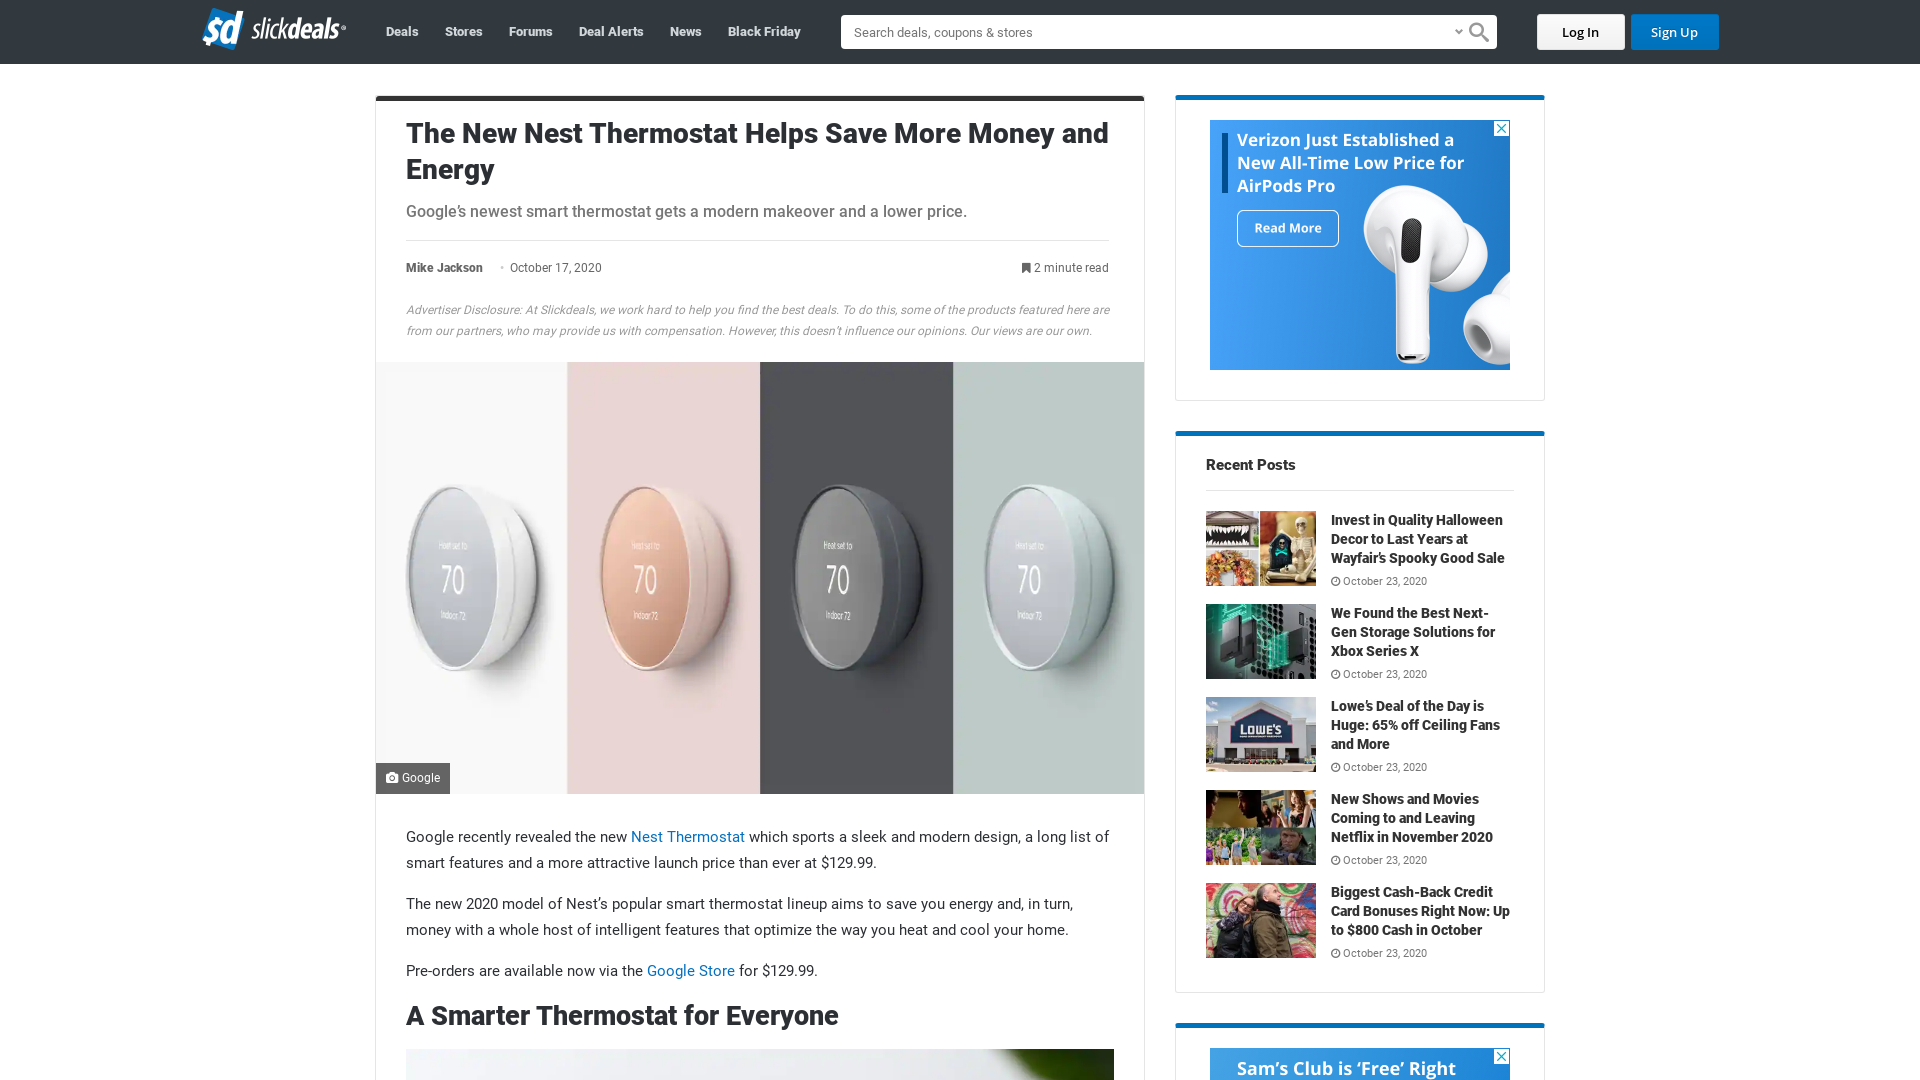 sd slickdeals
Deals
Stores
Forums
Deal Alerts
News
Black Friday
Search deals, coupons & stores
Log In
Sign Up
The New Nest Thermostat Helps Save More Money and
Energy
Google’s newest smart thermostat gets a modern makeover and a lower price.
Mike Jackson • October 17, 2020
2 minute read
Advertiser Disclosure: At Slickdeals, we work hard to help you find the best deals. To do this, some of the products featured here are
from our partners, who may provide us with compensation. However, this doesn’t influence our opinions. Our views are our own.
Heat set to
70
Indoor 72
Heat set to
70
Indoor 72
Heat set to
70
Indoor 72
Heat set to
70
Indoor 72
Google
Google recently revealed the new Nest Thermostat which sports a sleek and modern design, a long list of
smart features and a more attractive launch price than ever at $129.99.
The new 2020 model of Nest’s popular smart thermostat lineup aims to save you energy and, in turn,
money with a whole host of intelligent features that optimize the way you heat and cool your home.
Pre-orders are available now via the Google Store for $129.99.
A Smarter Thermostat for Everyone
Verizon Just Established a
New All-Time Low Price for
AirPods Pro
Read More
Recent Posts
Invest in Quality Halloween
Decor to Last Years at
Wayfair’s Spooky Good Sale
October 23, 2020
We Found the Best Next-
Gen Storage Solutions for
Xbox Series X
October 23, 2020
LOWE'S
Lowe’s Deal of the Day is
Huge: 65% off Ceiling Fans
and More
October 23, 2020
New Shows and Movies
Coming to and Leaving
Netflix in November 2020
October 23, 2020
Biggest Cash-Back Credit
Card Bonuses Right Now: Up
to $800 Cash in October
October 23, 2020
Sam’s Club is ‘Free’ Right